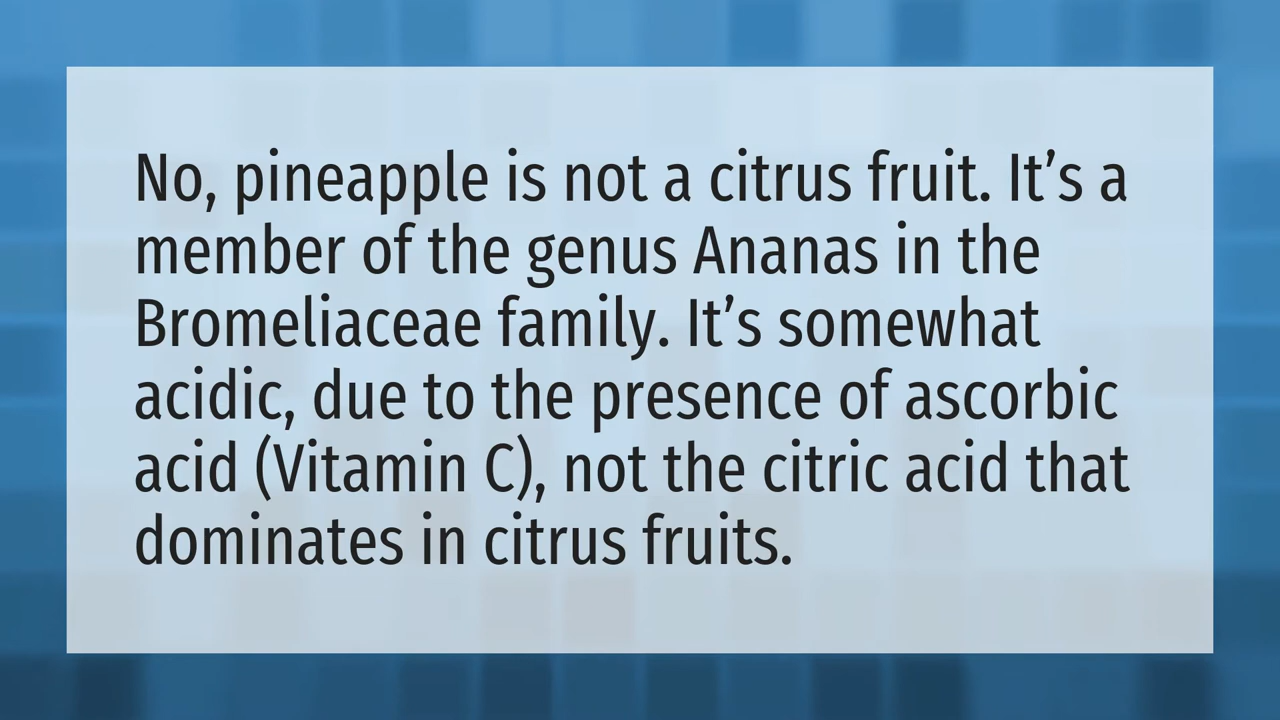 No, pineapple is not a citrus fruit. It’s a
member of the genus Ananas in the
Bromeliaceae family. It’s somewhat
acidic, due to the presence of ascorbic
acid (Vitamin C), not the citric acid that
dominates in citrus fruits.